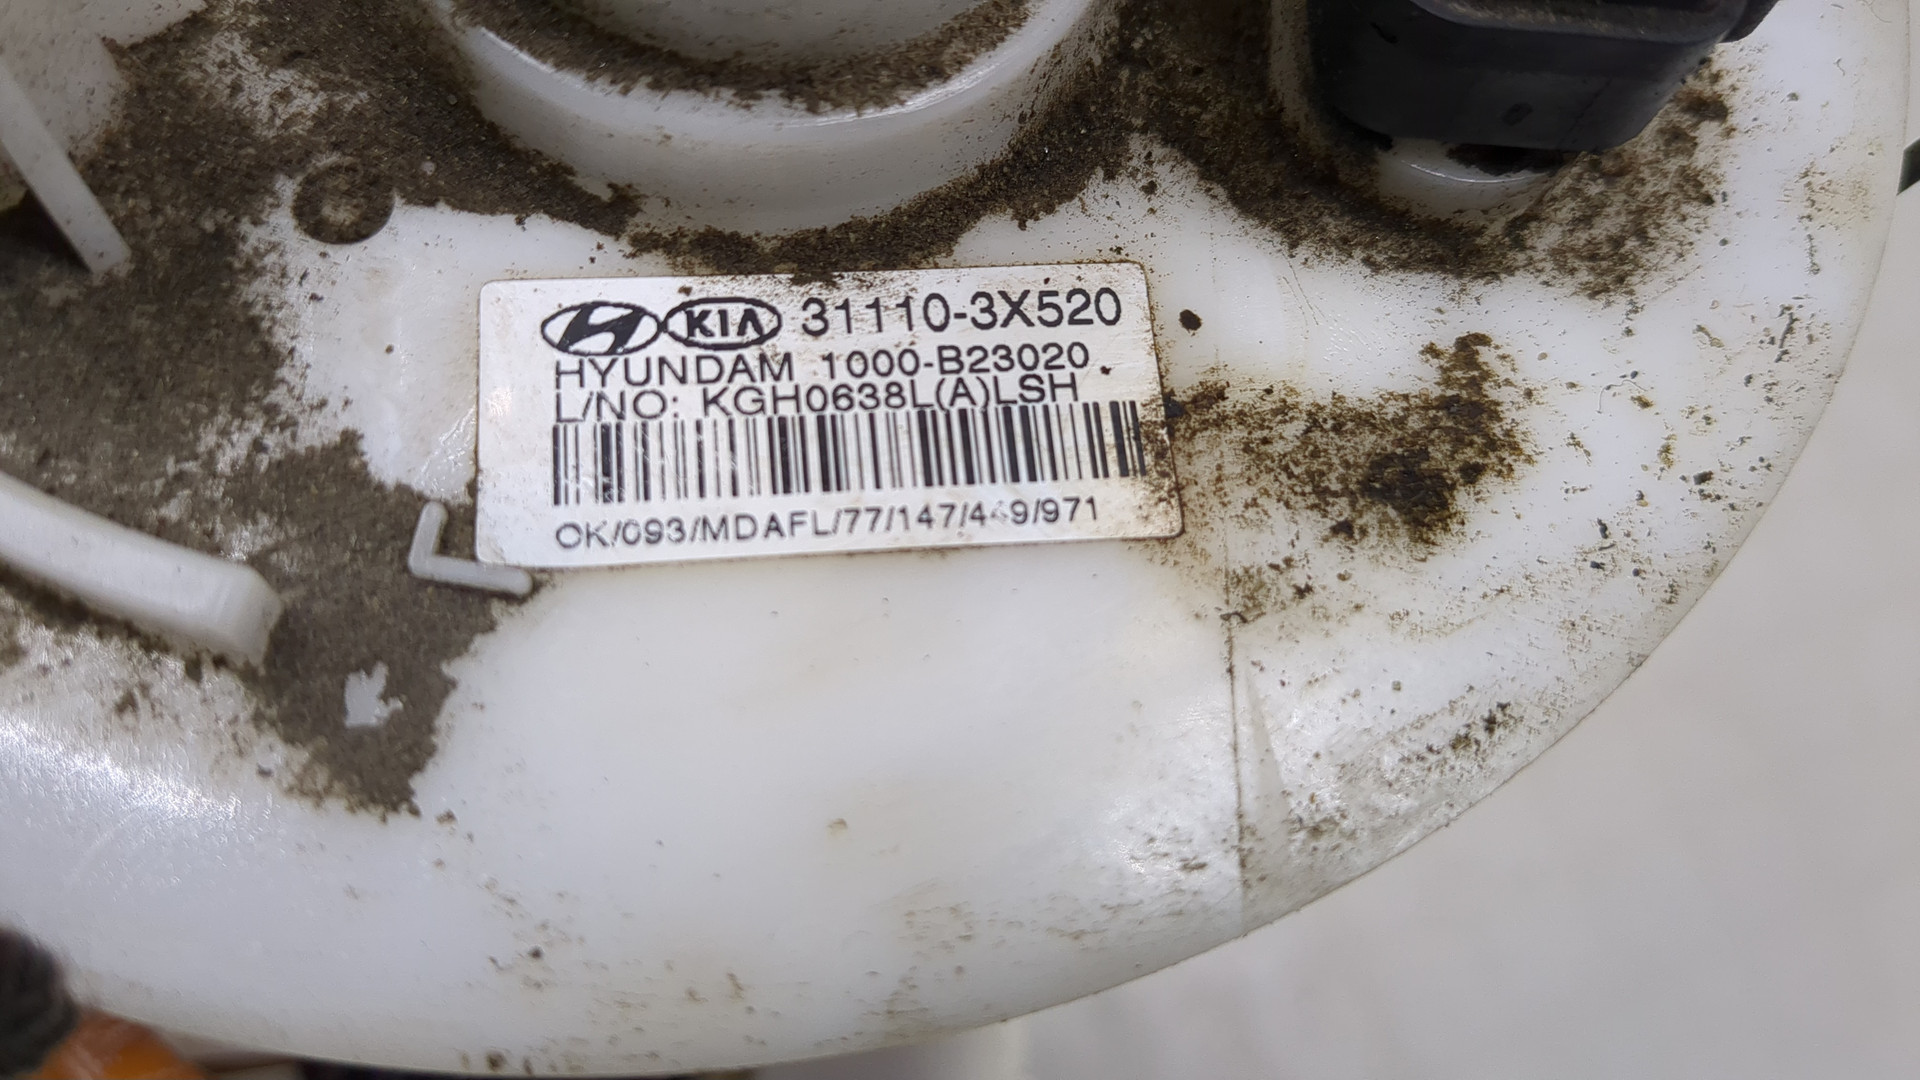 KIA 31110-3X520
HYUNDAM 1000-B23020
L/NO: KGH0638L(A)LSH
OK/093/MDAFL/77/147/449/971